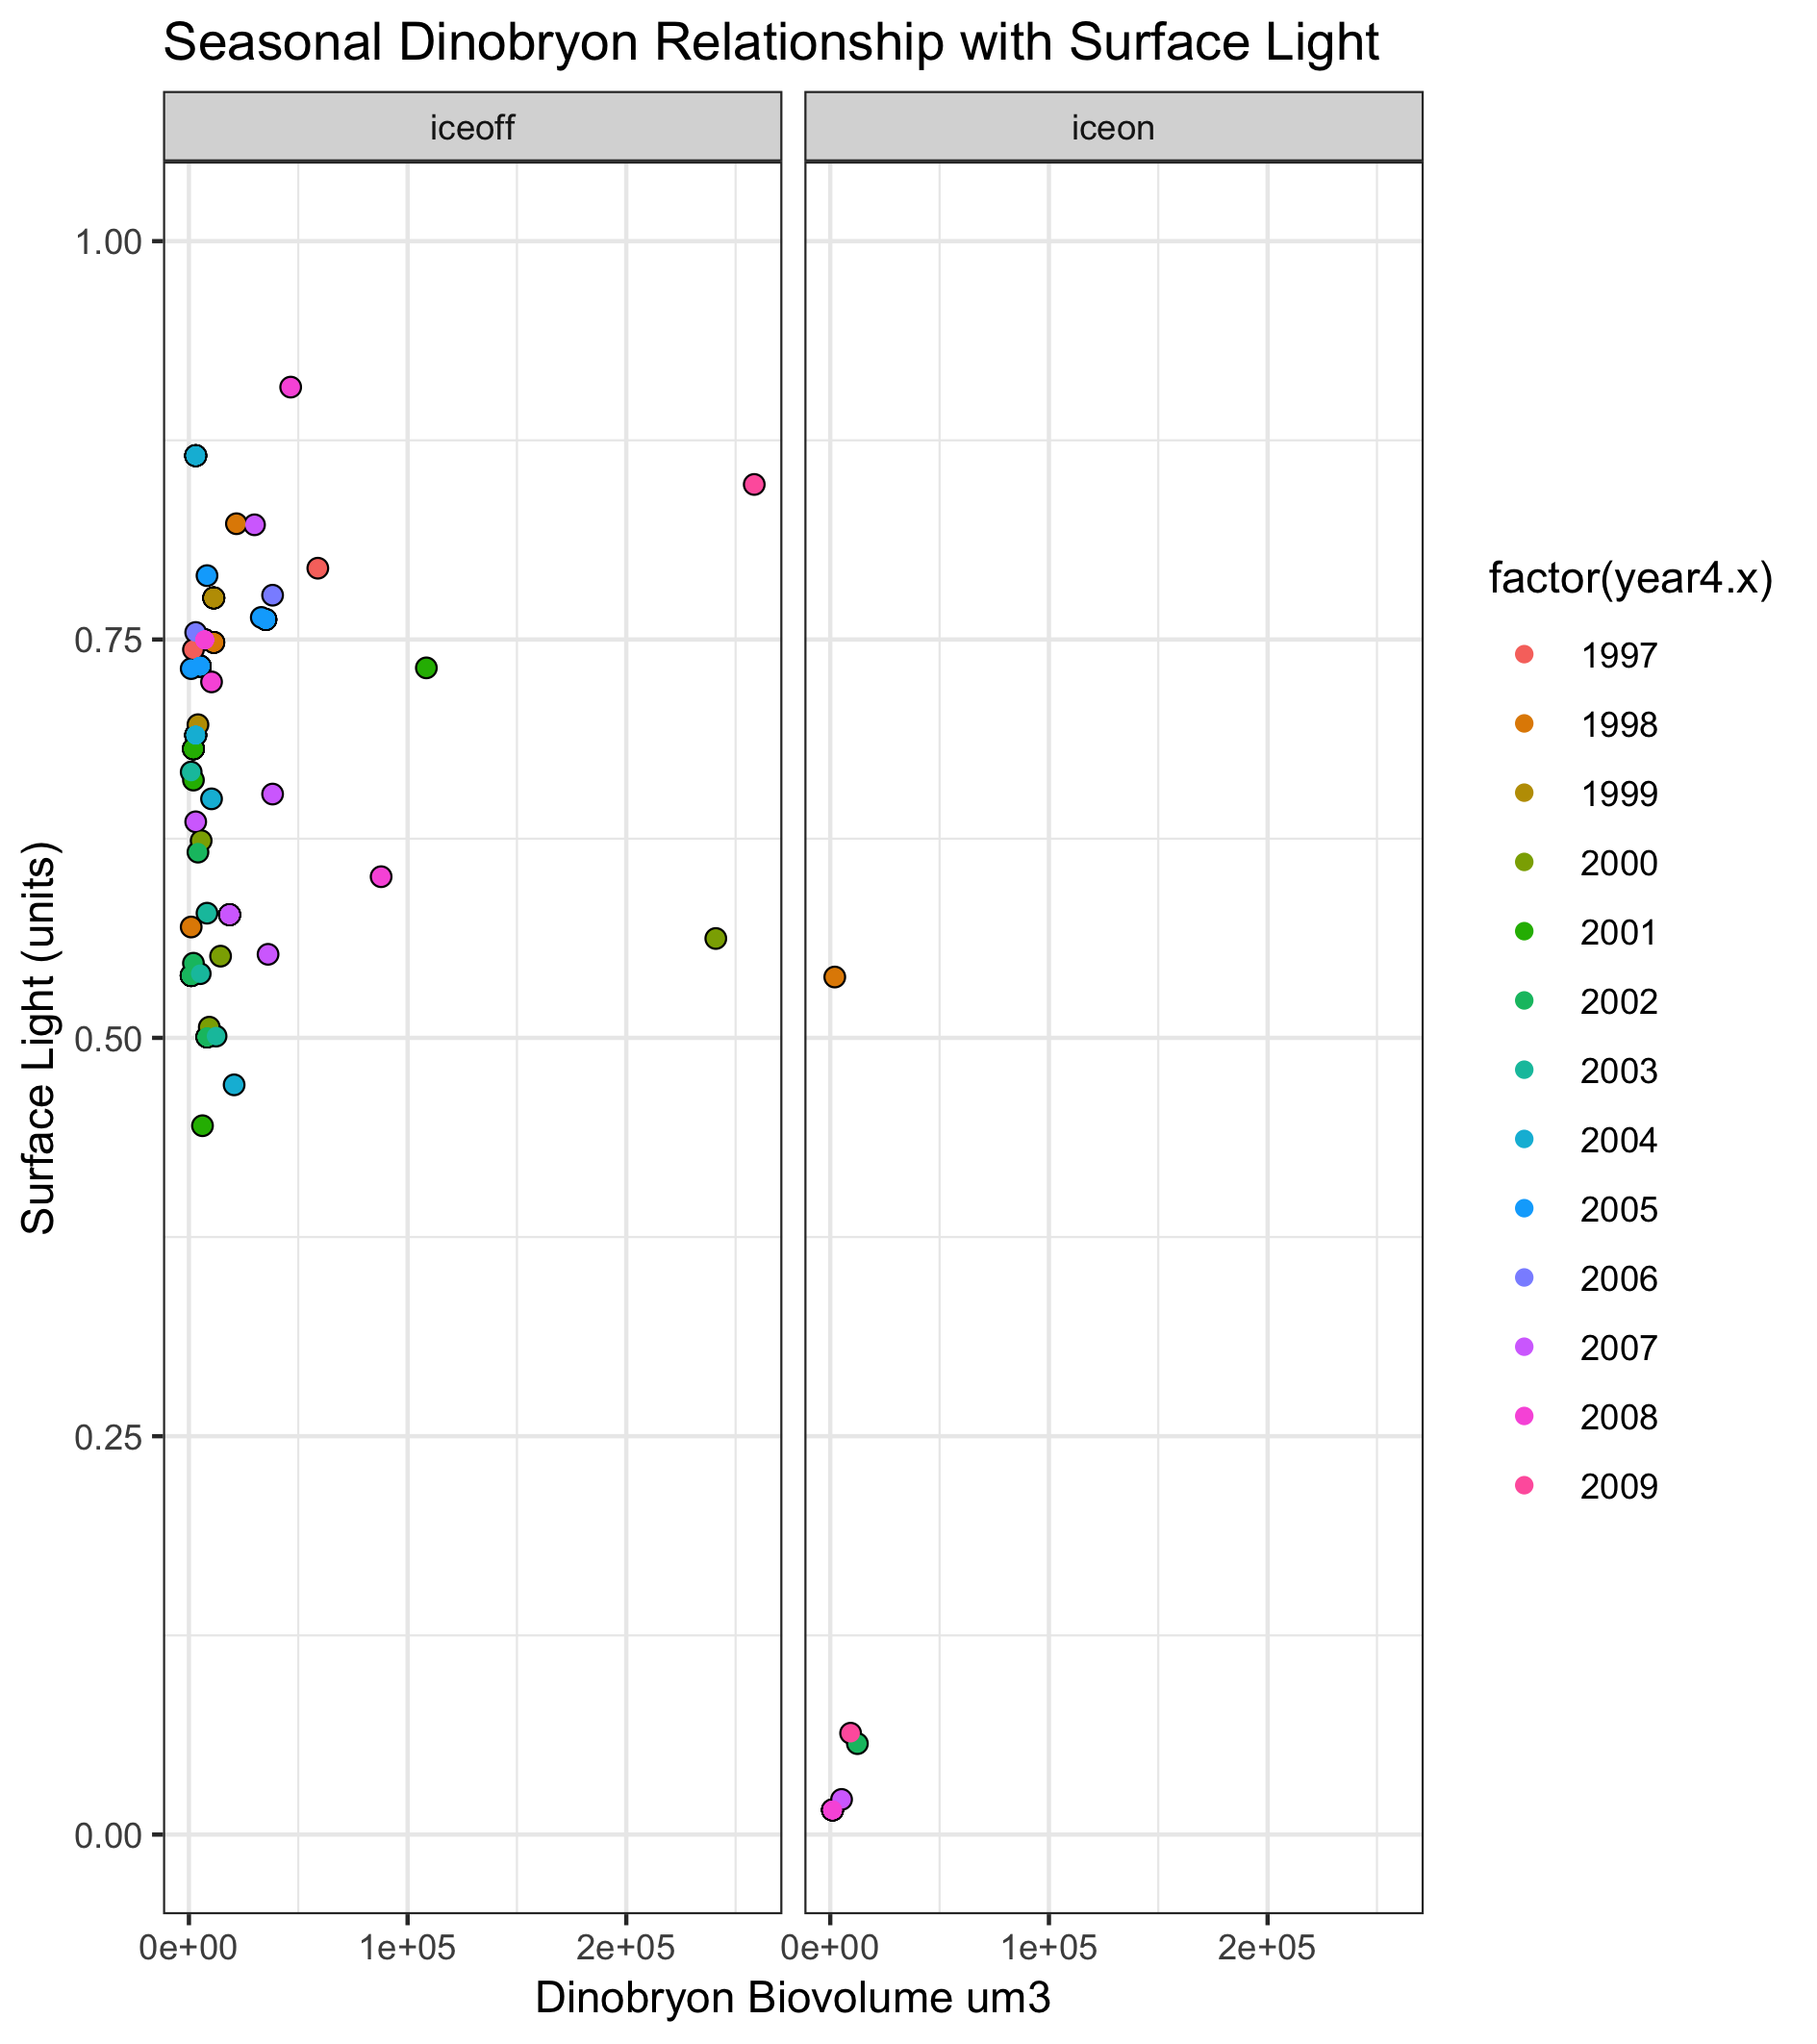 Seasonal Dinobryon Relationship with Surface Light
iceoff
iceon
1.00
0.75
0.50
0.25
0.00
Surface Light (units)
0e+00
1e+05
2e+05
0e+00
1e+05
2e+05
Dinobryon Biovolume um3
factor(year4.x)
1997
1998
1999
2000
2001
2002
2003
2004
2005
2006
2007
2008
2009